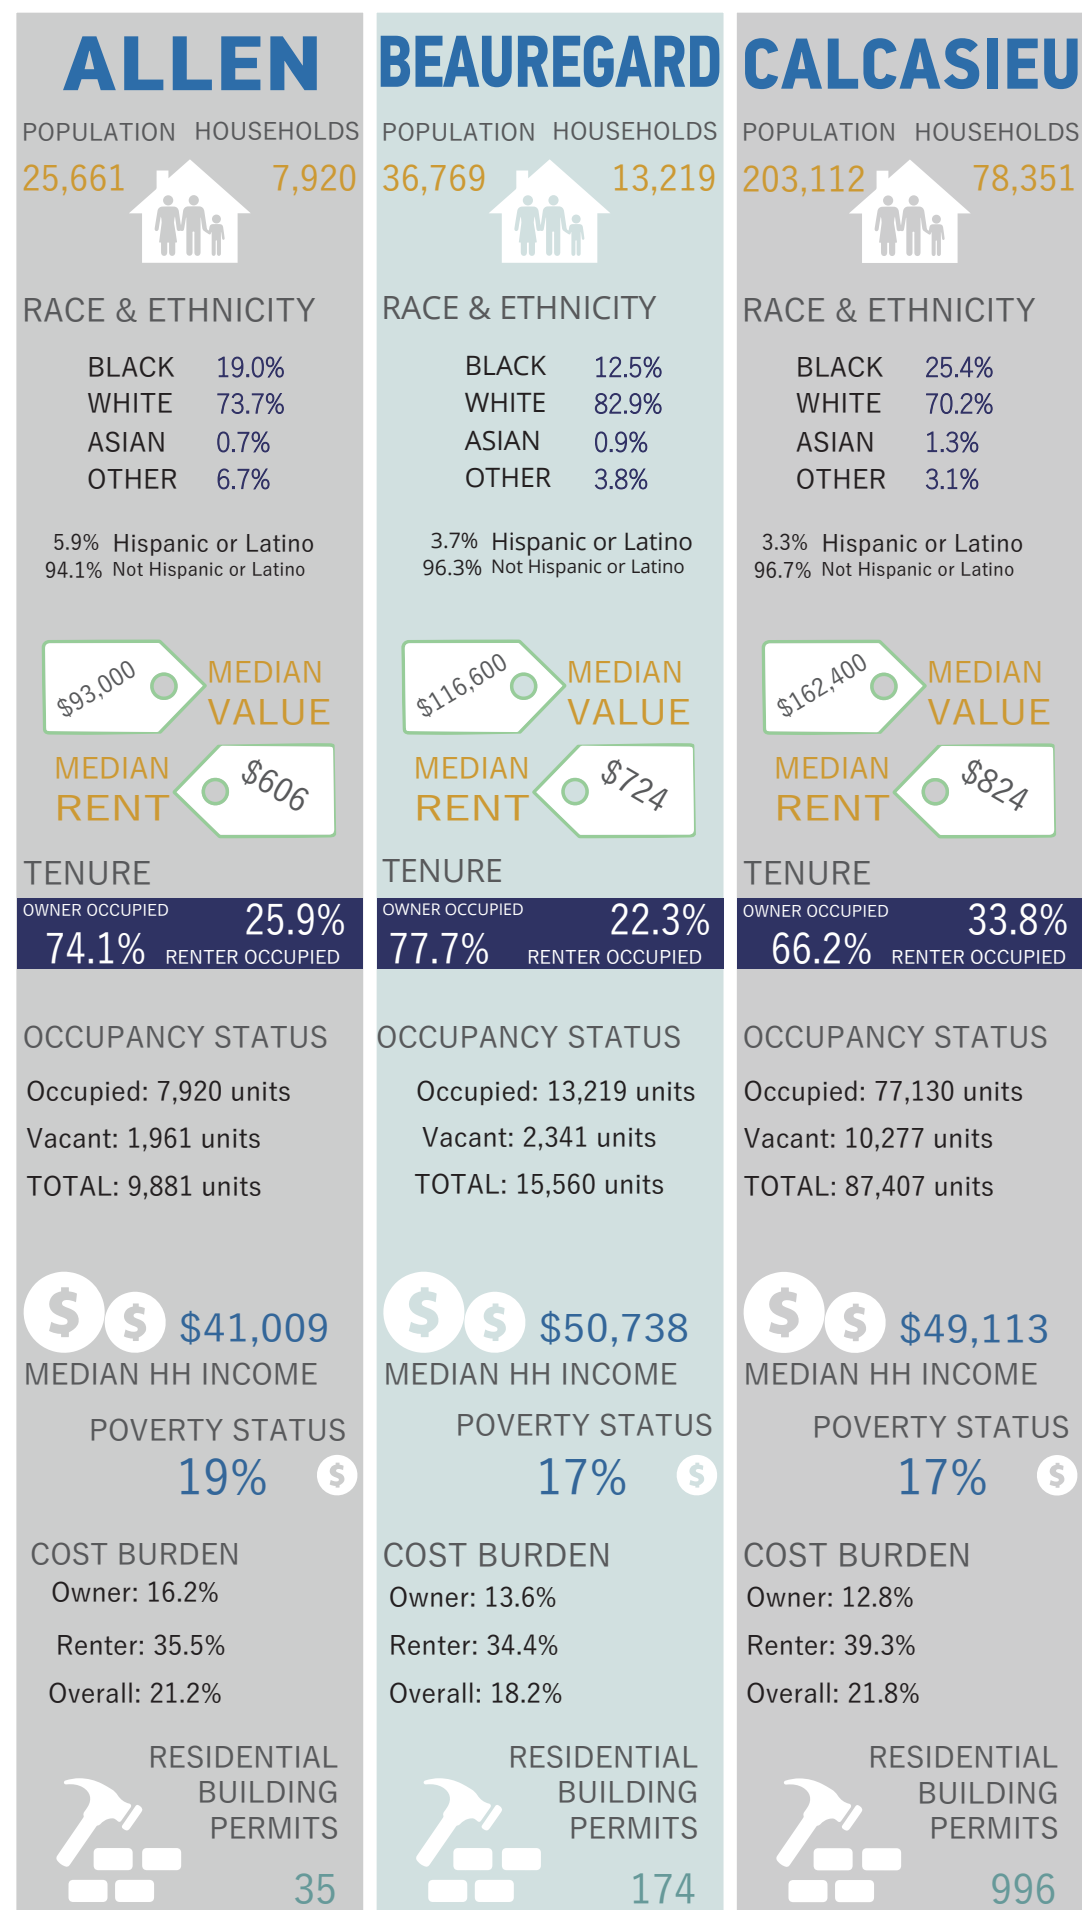 ALLEN
POPULATION HOUSEHOLDS
25,661 7,920
RACE & ETHNICITY
BLACK 19.0%
WHITE 73.7%
ASIAN 0.7%
OTHER 6.7%
5.9% Hispanic or Latino
94.1% Not Hispanic or Latino
$93,000
MEDIAN
VALUE
MEDIAN
RENT
$606
TENURE
OWNER OCCUPIED 25.9%
74.1% RENTER OCCUPIED
OCCUPANCY STATUS
Occupied: 7,920 units
Vacant: 1,961 units
TOTAL: 9,881 units
$ $ $41,009
MEDIAN HH INCOME
POVERTY STATUS
19% $
COST BURDEN
Owner: 16.2%
Renter: 35.5%
Overall: 21.2%
RESIDENTIAL
BUILDING
PERMITS
35
BEAUREGARD
POPULATION HOUSEHOLDS
36,769 13,219
RACE & ETHNICITY
BLACK 12.5%
WHITE 82.9%
ASIAN 0.9%
OTHER 3.8%
3.7% Hispanic or Latino
96.3% Not Hispanic or Latino
$116,600
MEDIAN
VALUE
MEDIAN
RENT
$724
TENURE
OWNER OCCUPIED 22.3%
77.7% RENTER OCCUPIED
OCCUPANCY STATUS
Occupied: 13,219 units
Vacant: 2,341 units
TOTAL: 15,560 units
$ $ $50,738
MEDIAN HH INCOME
POVERTY STATUS
17% $
COST BURDEN
Owner: 13.6%
Renter: 34.4%
Overall: 18.2%
RESIDENTIAL
BUILDING
PERMITS
174
CALCASIEU
POPULATION HOUSEHOLDS
203,112 78,351
RACE & ETHNICITY
BLACK 25.4%
WHITE 70.2%
ASIAN 1.3%
OTHER 3.1%
3.3% Hispanic or Latino
96.7% Not Hispanic or Latino
$162,400
MEDIAN
VALUE
MEDIAN
RENT
$824
TENURE
OWNER OCCUPIED 33.8%
66.2% RENTER OCCUPIED
OCCUPANCY STATUS
Occupied: 77,130 units
Vacant: 10,277 units
TOTAL: 87,407 units
$ $ $49,113
MEDIAN HH INCOME
POVERTY STATUS
17% $
COST BURDEN
Owner: 12.8%
Renter: 39.3%
Overall: 21.8%
RESIDENTIAL
BUILDING
PERMITS
996